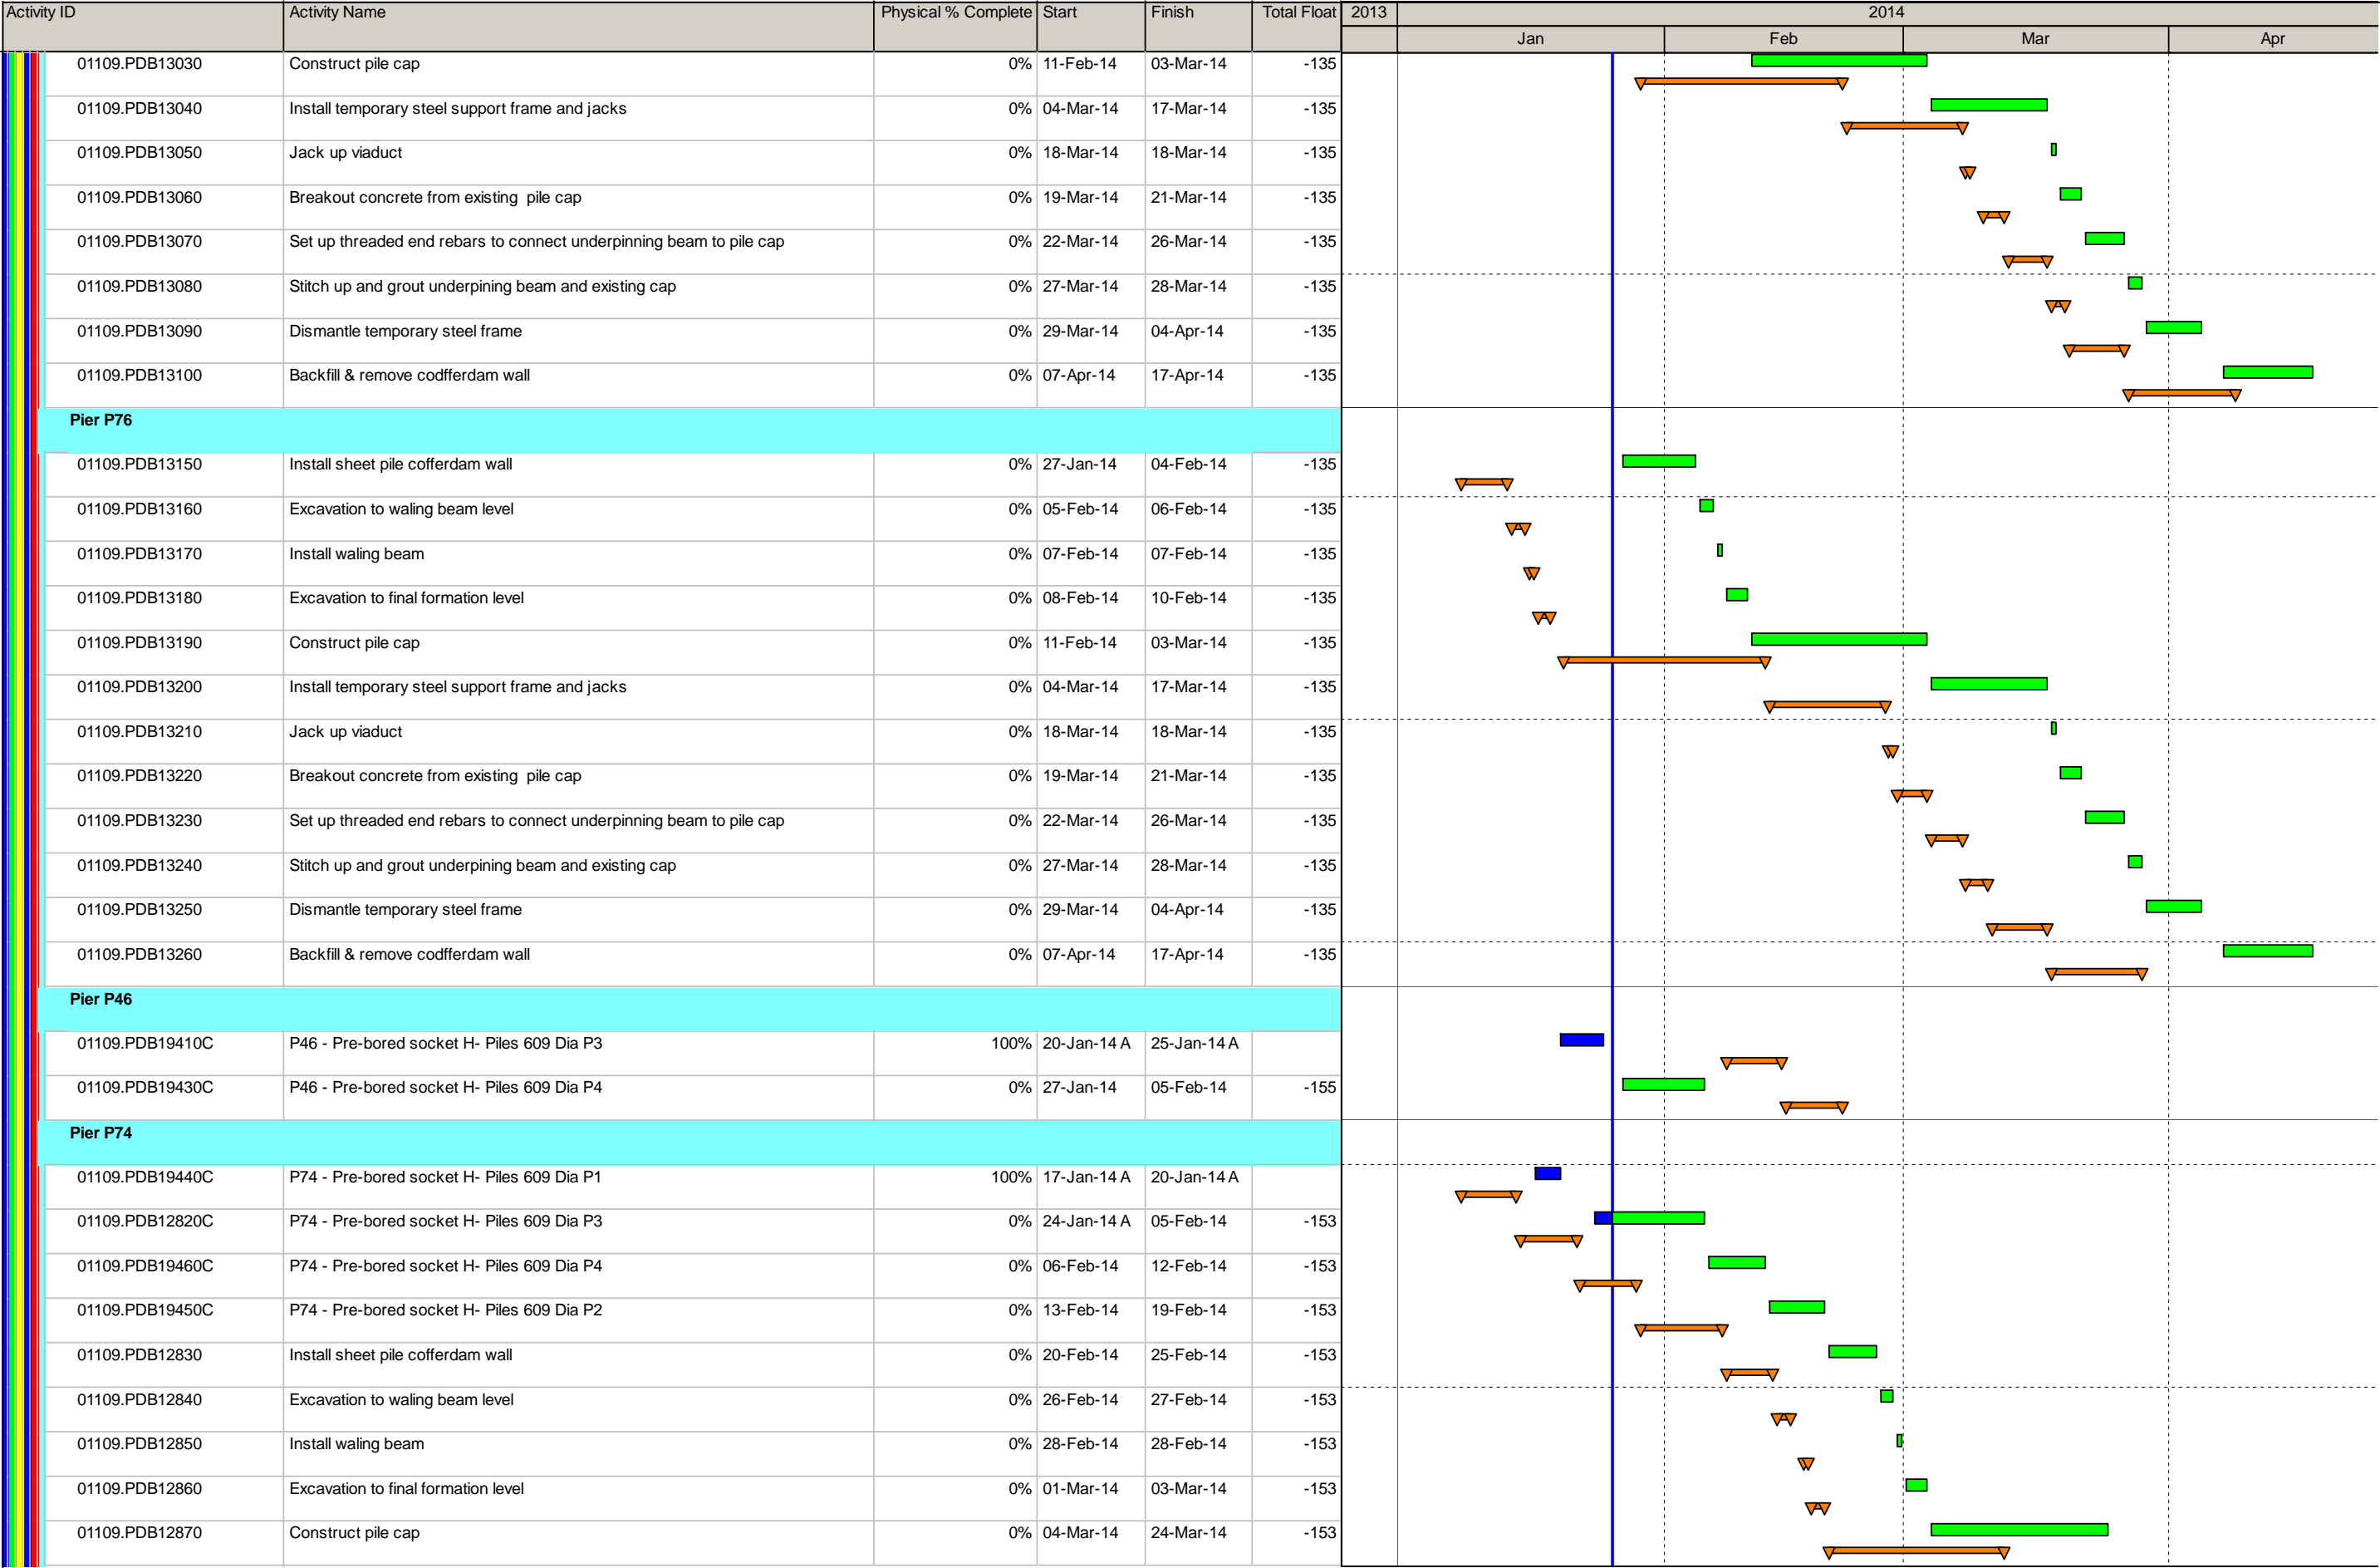 Activity ID Activity Name Physical % Complete Start Finish Total Float 2013 2014
Jan Feb Mar Apr
01109.PDB13030 Construct pile cap 0% 11-Feb-14 03-Mar-14 -135
01109.PDB13040 Install temporary steel support frame and jacks 0% 04-Mar-14 17-Mar-14 -135
01109.PDB13050 Jack up viaduct 0% 18-Mar-14 18-Mar-14 -135
01109.PDB13060 Breakout concrete from existing  pile cap 0% 19-Mar-14 21-Mar-14 -135
01109.PDB13070 Set up threaded end rebars to connect underpinning beam to pile cap 0% 22-Mar-14 26-Mar-14 -135
01109.PDB13080 Stitch up and grout underpining beam and existing cap 0% 27-Mar-14 28-Mar-14 -135
01109.PDB13090 Dismantle temporary steel frame 0% 29-Mar-14 04-Apr-14 -135
01109.PDB13100 Backfill & remove codfferdam wall 0% 07-Apr-14 17-Apr-14 -135
Pier P76
01109.PDB13150 Install sheet pile cofferdam wall 0% 27-Jan-14 04-Feb-14 -135
01109.PDB13160 Excavation to waling beam level 0% 05-Feb-14 06-Feb-14 -135
01109.PDB13170 Install waling beam 0% 07-Feb-14 07-Feb-14 -135
01109.PDB13180 Excavation to final formation level 0% 08-Feb-14 10-Feb-14 -135
01109.PDB13190 Construct pile cap 0% 11-Feb-14 03-Mar-14 -135
01109.PDB13200 Install temporary steel support frame and jacks 0% 04-Mar-14 17-Mar-14 -135
01109.PDB13210 Jack up viaduct 0% 18-Mar-14 18-Mar-14 -135
01109.PDB13220 Breakout concrete from existing  pile cap 0% 19-Mar-14 21-Mar-14 -135
01109.PDB13230 Set up threaded end rebars to connect underpinning beam to pile cap 0% 22-Mar-14 26-Mar-14 -135
01109.PDB13240 Stitch up and grout underpining beam and existing cap 0% 27-Mar-14 28-Mar-14 -135
01109.PDB13250 Dismantle temporary steel frame 0% 29-Mar-14 04-Apr-14 -135
01109.PDB13260 Backfill & remove codfferdam wall 0% 07-Apr-14 17-Apr-14 -135
Pier P46
01109.PDB19410C P46 - Pre-bored socket H- Piles 609 Dia P3 100% 20-Jan-14 A 25-Jan-14 A
01109.PDB19430C P46 - Pre-bored socket H- Piles 609 Dia P4 0% 27-Jan-14 05-Feb-14 -155
Pier P74
01109.PDB19440C P74 - Pre-bored socket H- Piles 609 Dia P1 100% 17-Jan-14 A 20-Jan-14 A
01109.PDB12820C P74 - Pre-bored socket H- Piles 609 Dia P3 0% 24-Jan-14 A 05-Feb-14 -153
01109.PDB19460C P74 - Pre-bored socket H- Piles 609 Dia P4 0% 06-Feb-14 12-Feb-14 -153
01109.PDB19450C P74 - Pre-bored socket H- Piles 609 Dia P2 0% 13-Feb-14 19-Feb-14 -153
01109.PDB12830 Install sheet pile cofferdam wall 0% 20-Feb-14 25-Feb-14 -153
01109.PDB12840 Excavation to waling beam level 0% 26-Feb-14 27-Feb-14 -153
01109.PDB12850 Install waling beam 0% 28-Feb-14 28-Feb-14 -153
01109.PDB12860 Excavation to final formation level 0% 01-Mar-14 03-Mar-14 -153
01109.PDB12870 Construct pile cap 0% 04-Mar-14 24-Mar-14 -153